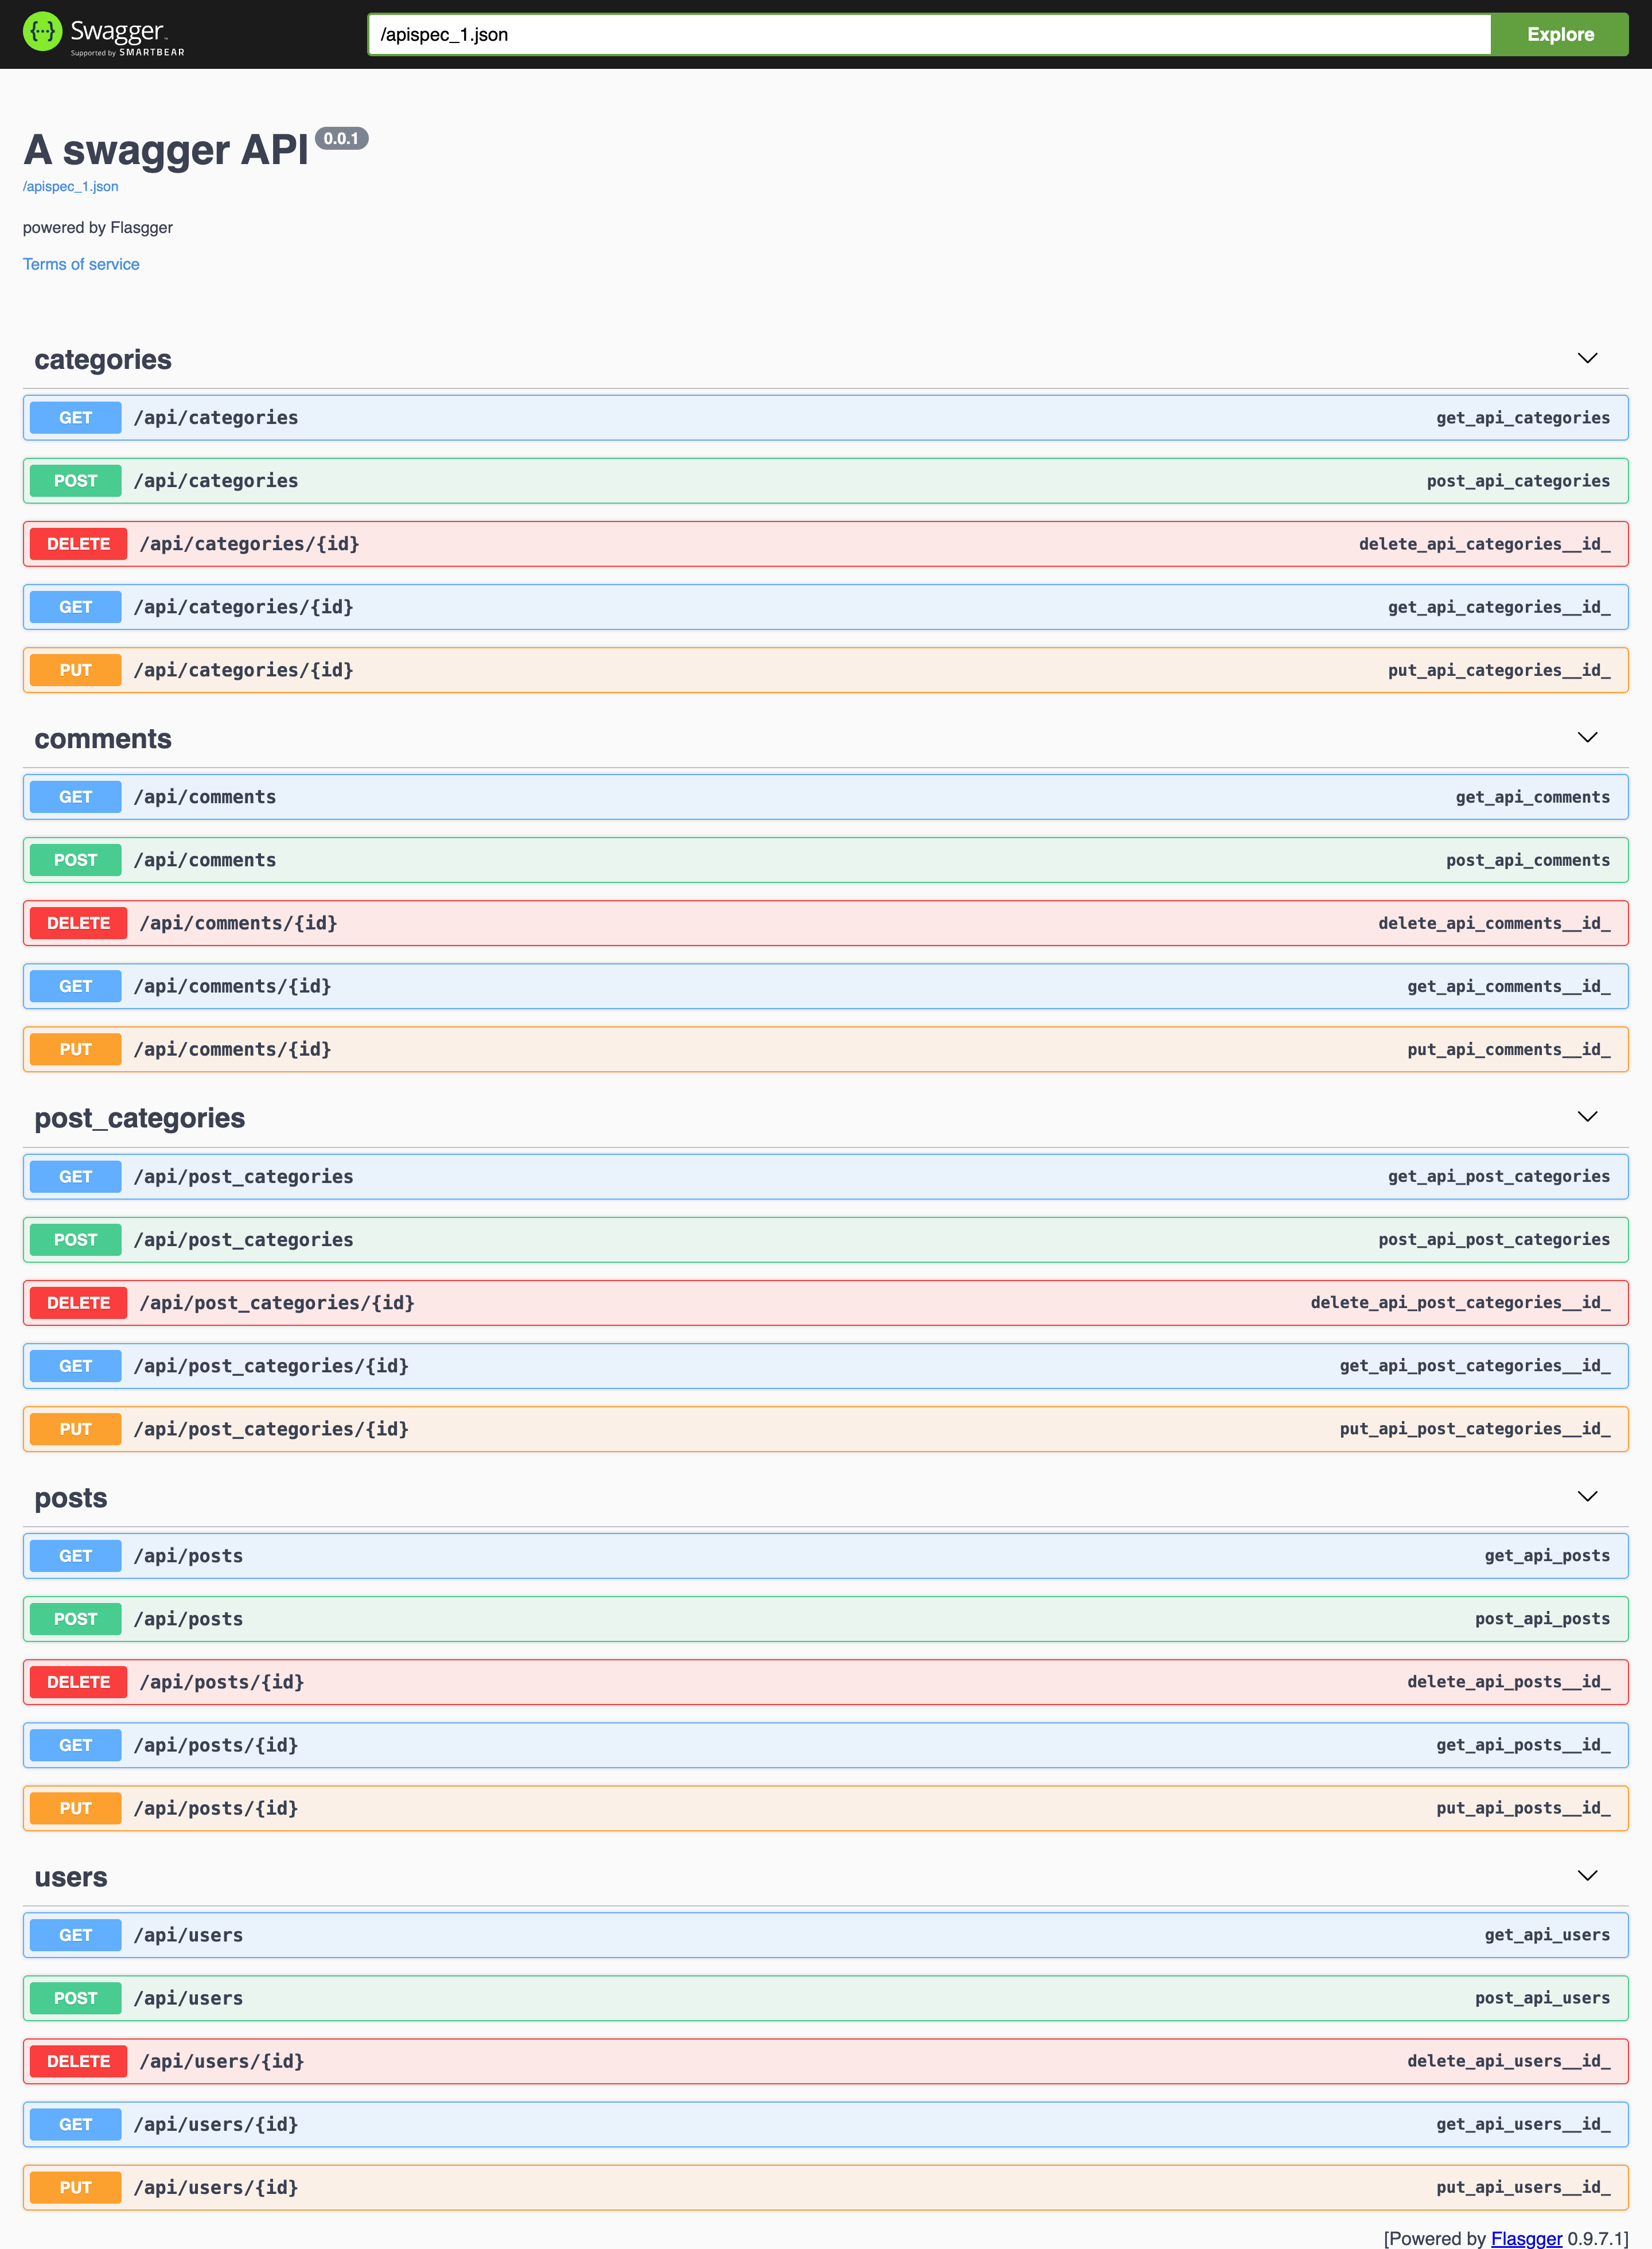 {···} Swagger™
Supported by SMARTBEAR
/apispec_1.json
Explore
A swagger API 0.0.1
/apispec_1.json
powered by Flasgger
Terms of service
categories
GET /api/categories get_api_categories
POST /api/categories post_api_categories
DELETE /api/categories/{id} delete_api_categories__id_
GET /api/categories/{id} get_api_categories__id_
PUT /api/categories/{id} put_api_categories__id_
comments
GET /api/comments get_api_comments
POST /api/comments post_api_comments
DELETE /api/comments/{id} delete_api_comments__id_
GET /api/comments/{id} get_api_comments__id_
PUT /api/comments/{id} put_api_comments__id_
post_categories
GET /api/post_categories get_api_post_categories
POST /api/post_categories post_api_post_categories
DELETE /api/post_categories/{id} delete_api_post_categories__id_
GET /api/post_categories/{id} get_api_post_categories__id_
PUT /api/post_categories/{id} put_api_post_categories__id_
posts
GET /api/posts get_api_posts
POST /api/posts post_api_posts
DELETE /api/posts/{id} delete_api_posts__id_
GET /api/posts/{id} get_api_posts__id_
PUT /api/posts/{id} put_api_posts__id_
users
GET /api/users get_api_users
POST /api/users post_api_users
DELETE /api/users/{id} delete_api_users__id_
GET /api/users/{id} get_api_users__id_
PUT /api/users/{id} put_api_users__id_
[Powered by Flasgger 0.9.7.1]